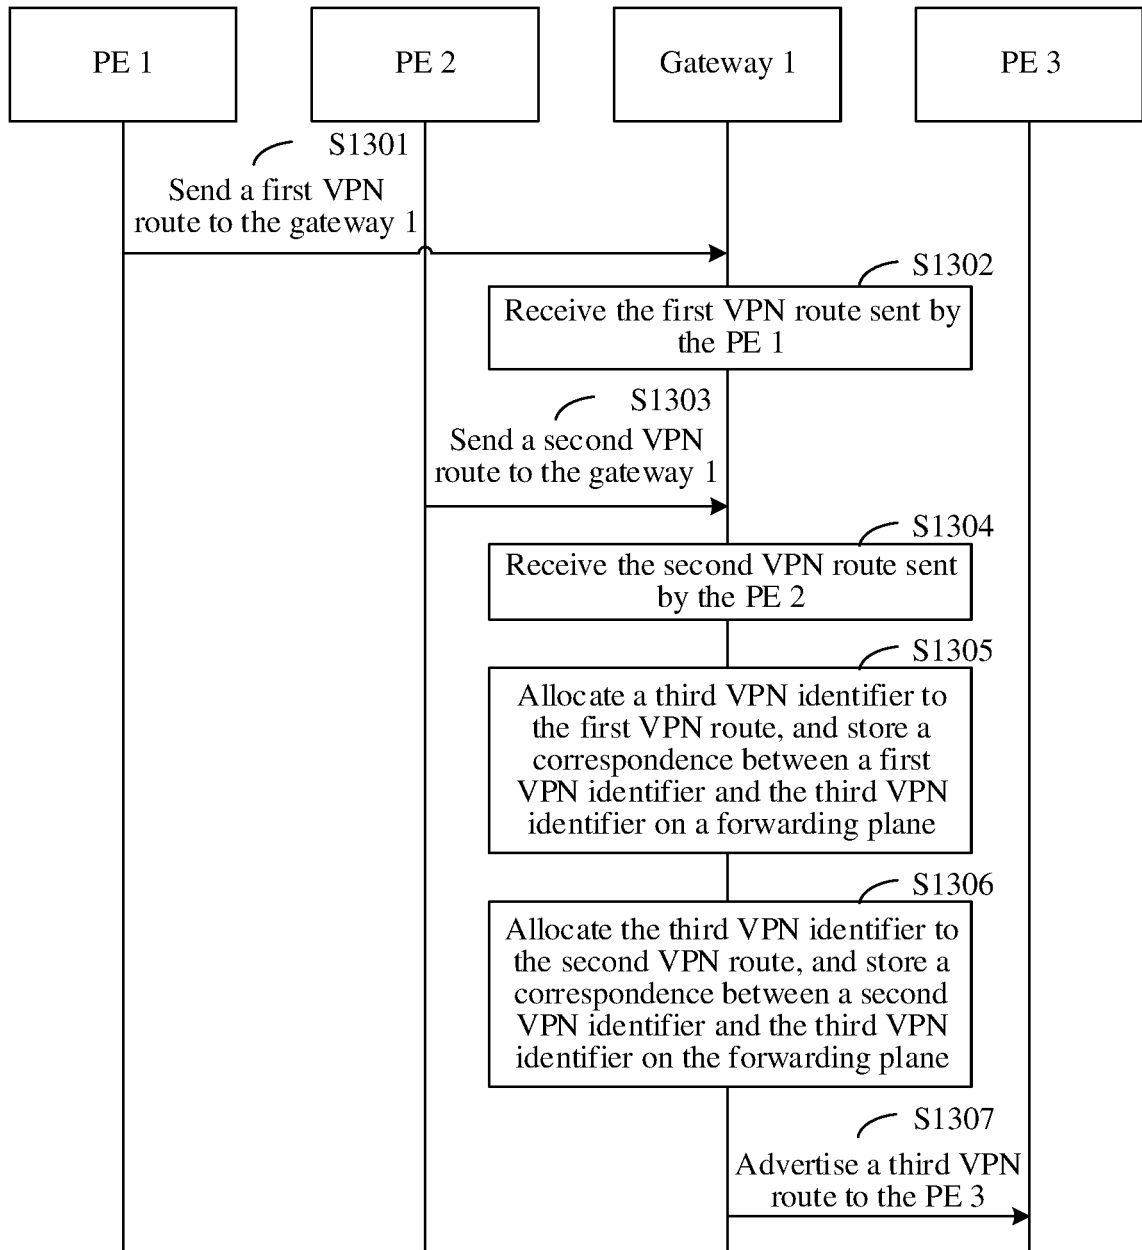 PE 1
PE 2
Gateway 1
PE 3
S1301
Send a first VPN
route to the gateway 1
S1302
Receive the first VPN route sent by
the PE 1
S1303
Send a second VPN
route to the gateway 1
S1304
Receive the second VPN route sent
by the PE 2
S1305
Allocate a third VPN identifier to
the first VPN route, and store a
correspondence between a first
VPN identifier and the third VPN
identifier on a forwarding plane
S1306
Allocate the third VPN identifier to
the second VPN route, and store a
correspondence between a second
VPN identifier and the third VPN
identifier on the forwarding plane
S1307
Advertise a third VPN
route to the PE 3